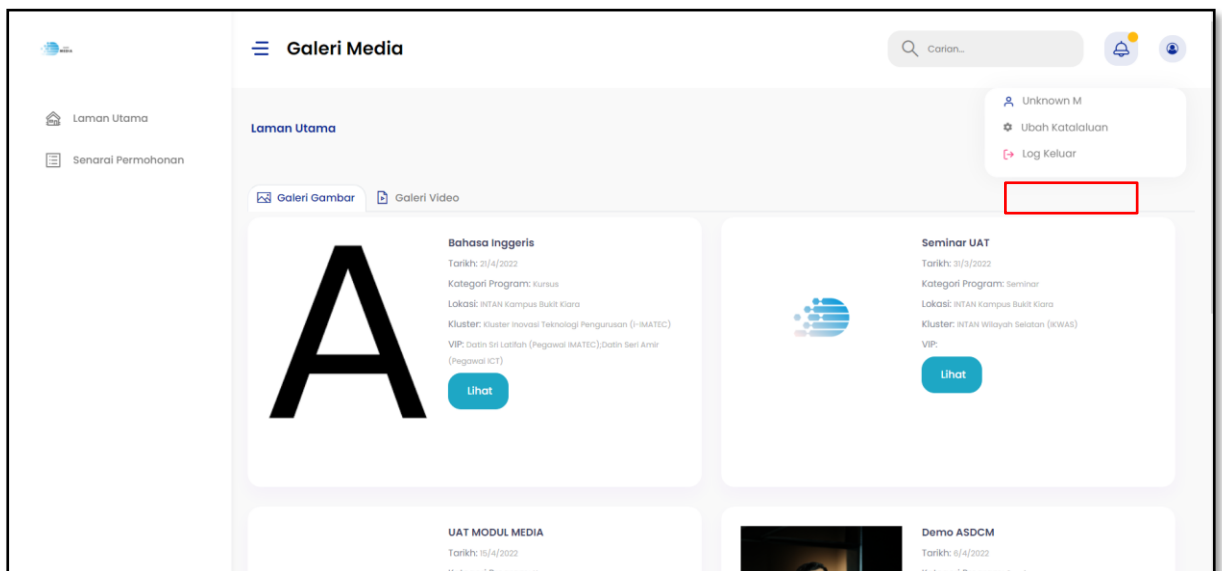 Galeri Media
Carian...
Unknown M
Ubah Katalaluan
Log Keluar
Laman Utama
Senarai Permohonan
Laman Utama
Galeri Gambar
Galeri Video
A
Bahasa Inggeris
Tarikh: 21/4/2022
Kategori Program: Kursus
Lokasi: INTAN Kampus Bukit Kiara
Kluster: Kluster Inovasi Teknologi Pengurusan (i-IMATEC)
VIP: Datin Sri Latifah (Pegawai IMATEC);Datin Seri Amir
(Pegawai ICT)
Lihat
Seminar UAT
Tarikh: 31/3/2022
Kategori Program: Seminar
Lokasi: INTAN Kampus Bukit Kiara
Kluster: INTAN Wilayah Selatan (IKWAS)
VIP:
Lihat
UAT MODUL MEDIA
Tarikh: 15/4/2022
Demo ASDCM
Tarikh: 6/4/2022